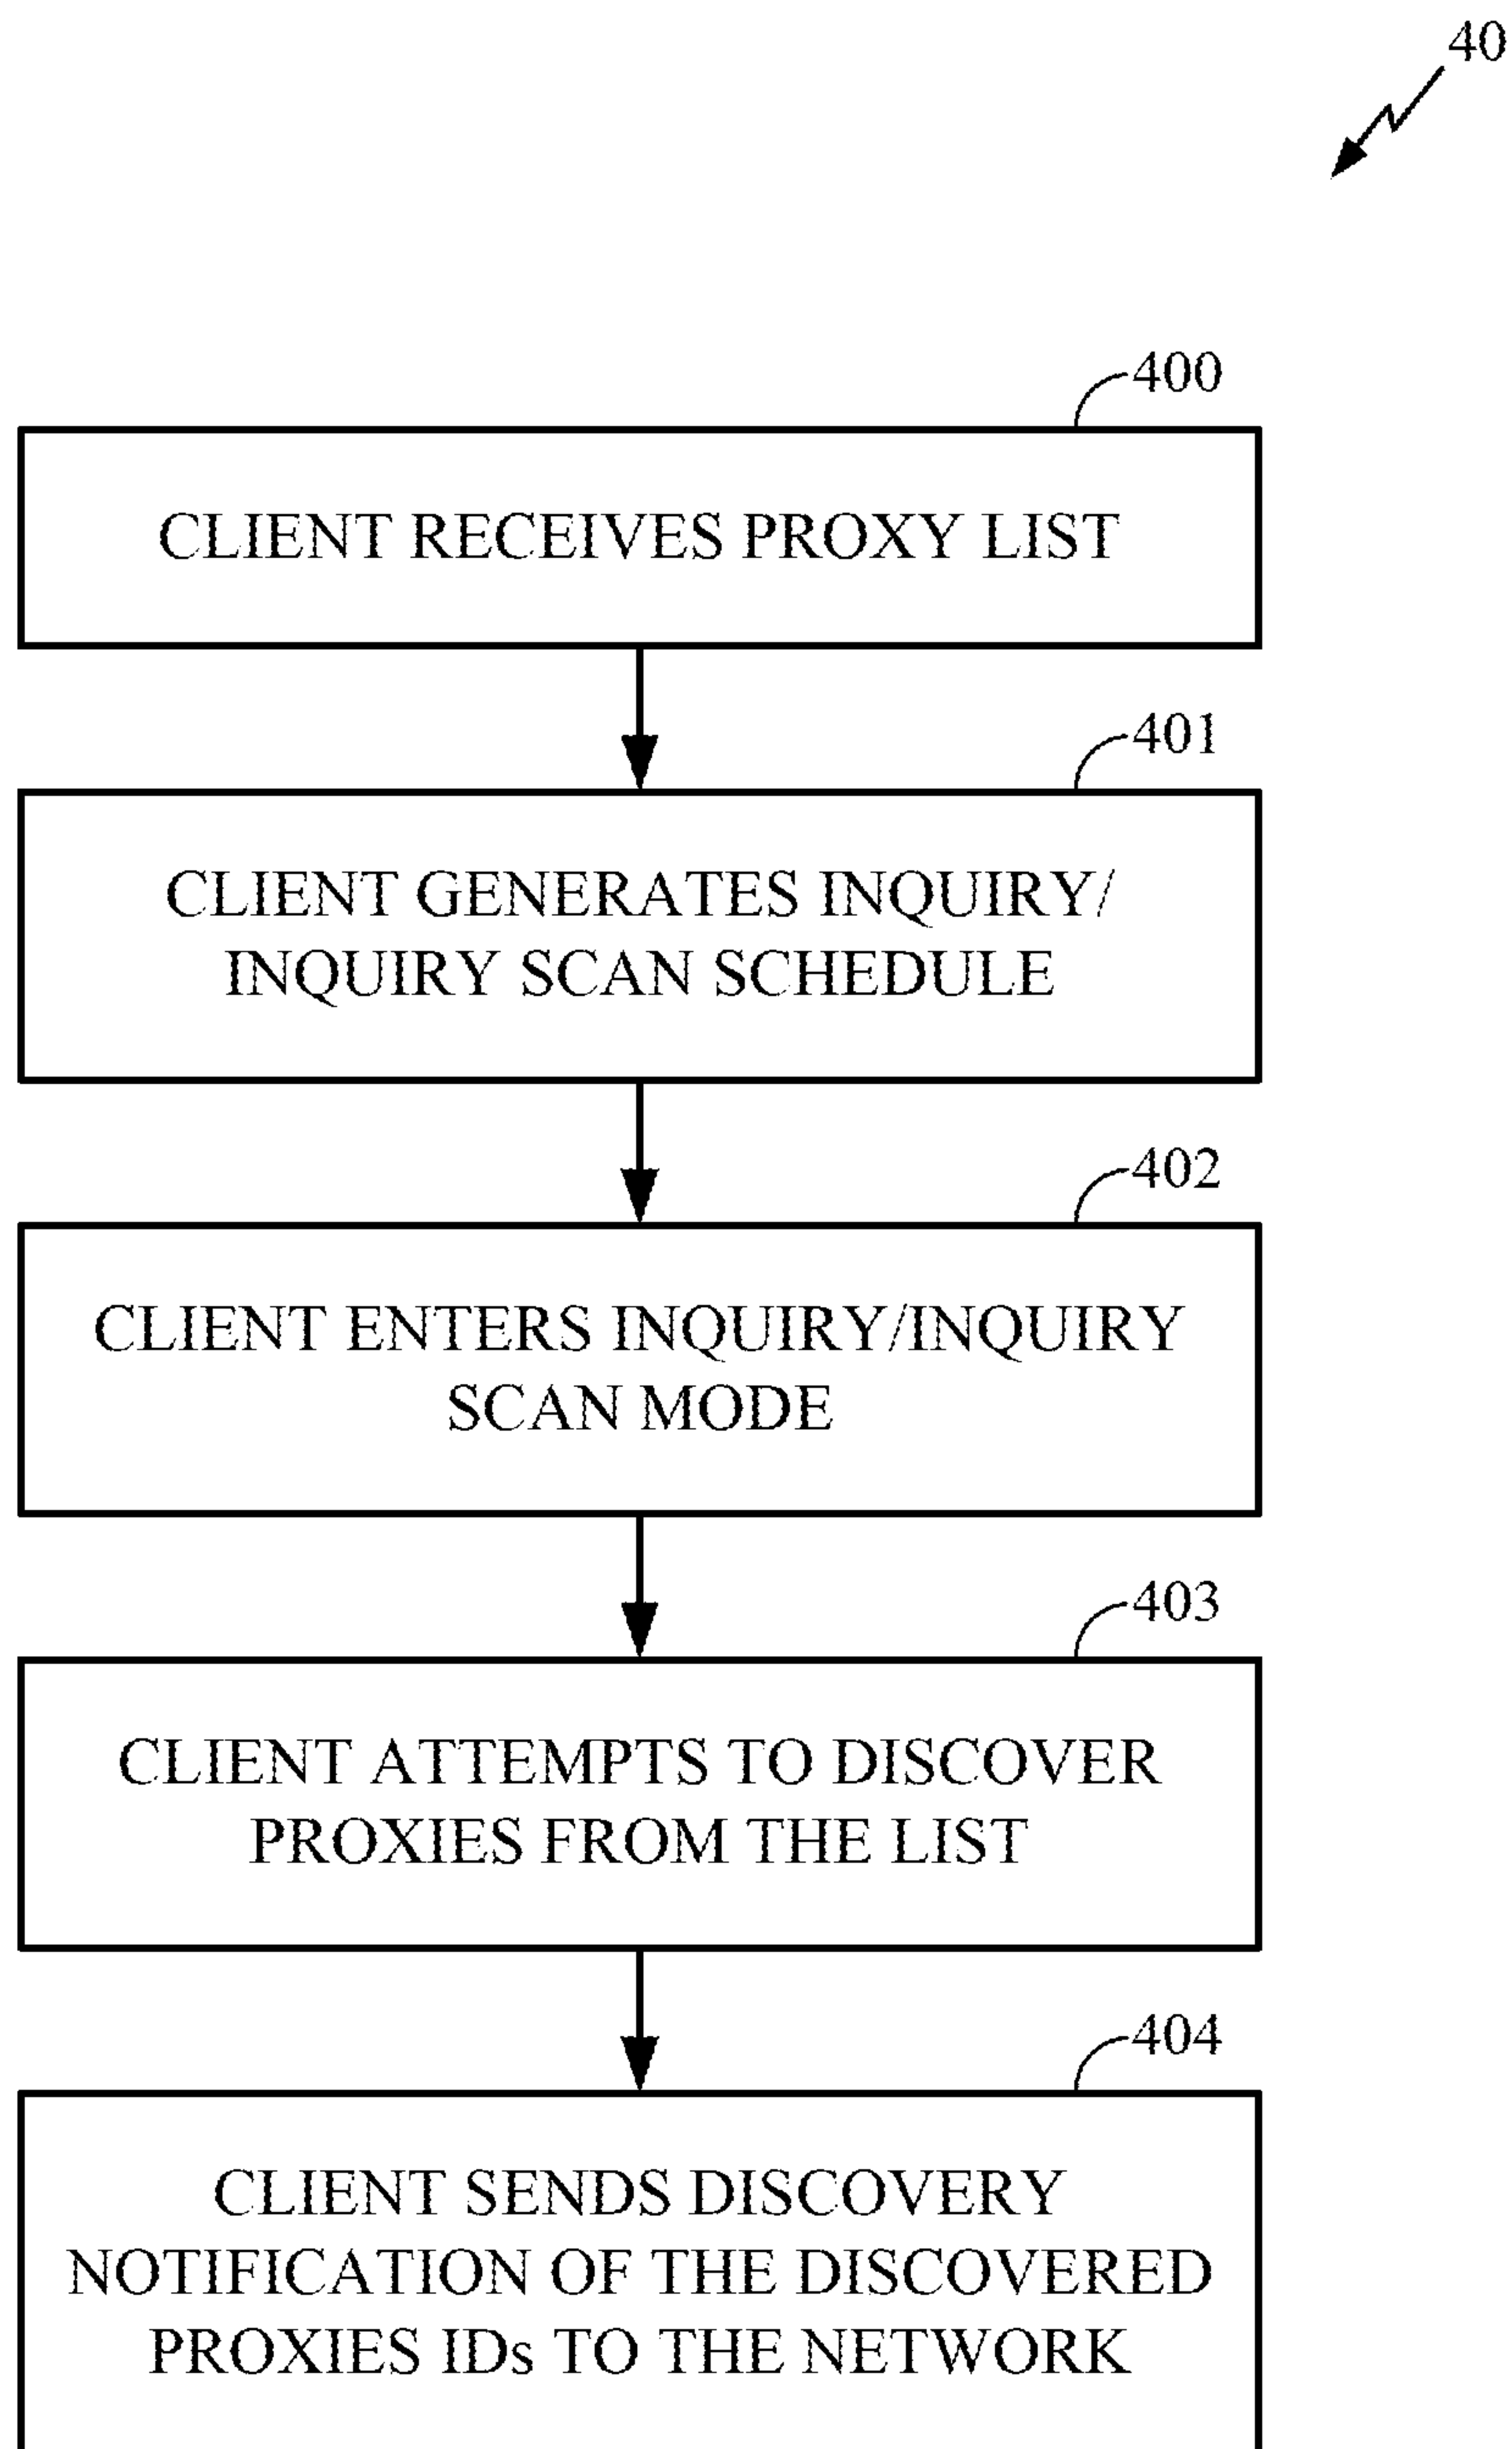 40
400
CLIENT RECEIVES PROXY LIST
401
CLIENT GENERATES INQUIRY/
INQUIRY SCAN SCHEDULE
402
CLIENT ENTERS INQUIRY/INQUIRY
SCAN MODE
403
CLIENT ATTEMPTS TO DISCOVER
PROXIES FROM THE LIST
404
CLIENT SENDS DISCOVERY
NOTIFICATION OF THE DISCOVERED
PROXIES IDs TO THE NETWORK